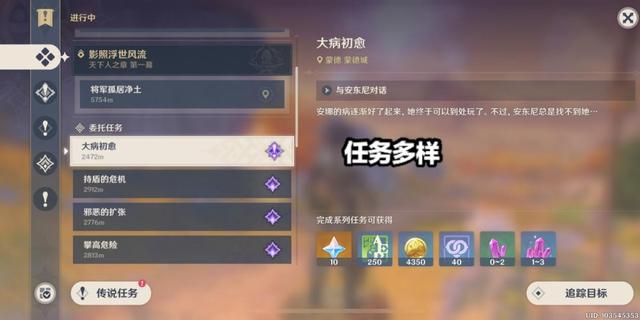 进行中
影照浮世风流
天下人之章 第一幕
将军孤居净土
5754m
委托任务
大病初愈
2472m
持盾的危机
2912m
邪恶的扩张
2776m
攀高危险
2813m
传说任务
大病初愈
蒙德 蒙德城
与安东尼对话
安娜的病逐渐好了起来，她终于可以到处玩了。不过，安东尼总是找不到她…
任务多样
完成系列任务可获得
10
250
4350
40
0~2
1~3
追踪目标
UID 103545353